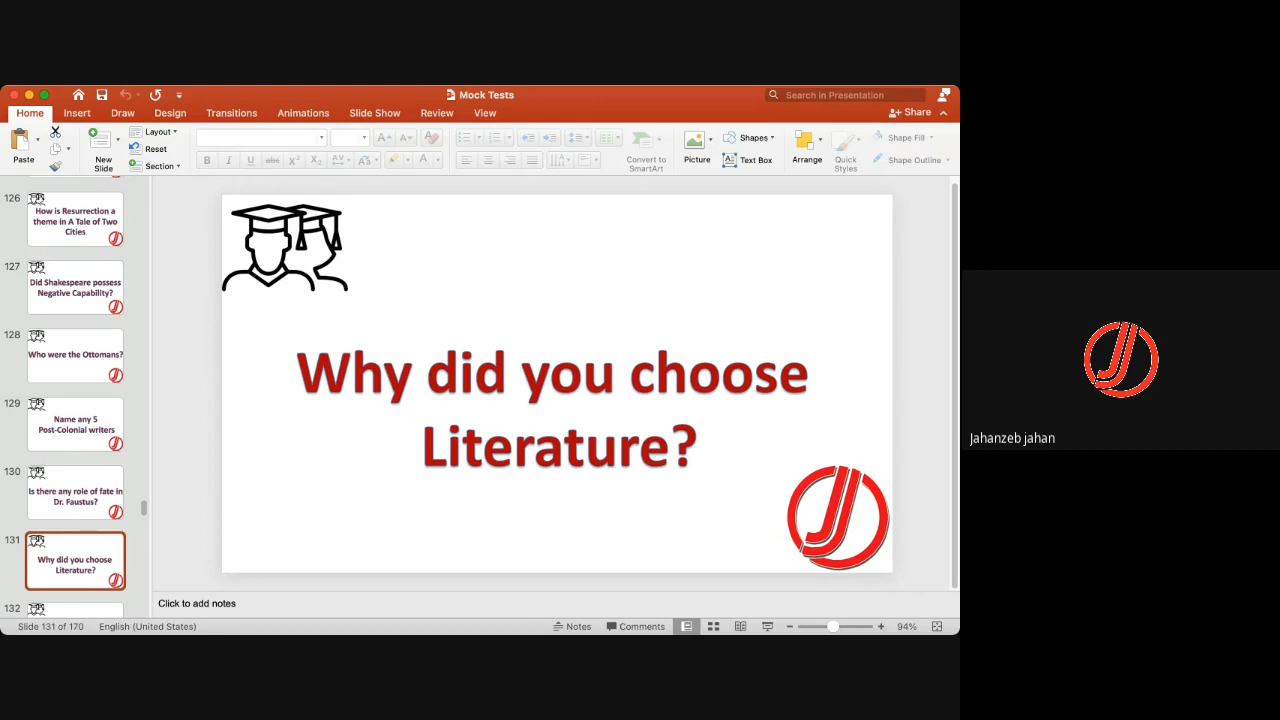 Mock Tests
Search in Presentation
Home Insert Draw Design Transitions Animations Slide Show Review View
Share
Paste
New
Slide
Layout
Reset
Section
Convert to
SmartArt
Picture
Shapes
Text Box
Arrange
Quick
Styles
Shape Fill
Shape Outline
126
How is Resurrection a
theme in A Tale of Two
Cities
127
Did Shakespeare possess
Negative Capability?
128
Who were the Ottomans?
129
Name any 5
Post-Colonial writers
130
Is there any role of fate in
Dr. Faustus?
131
Why did you choose
Literature?
132
Why did you choose
Literature?
Click to add notes
Slide 131 of 170 English (United States)
Notes Comments 94%
Jahanzeb jahan